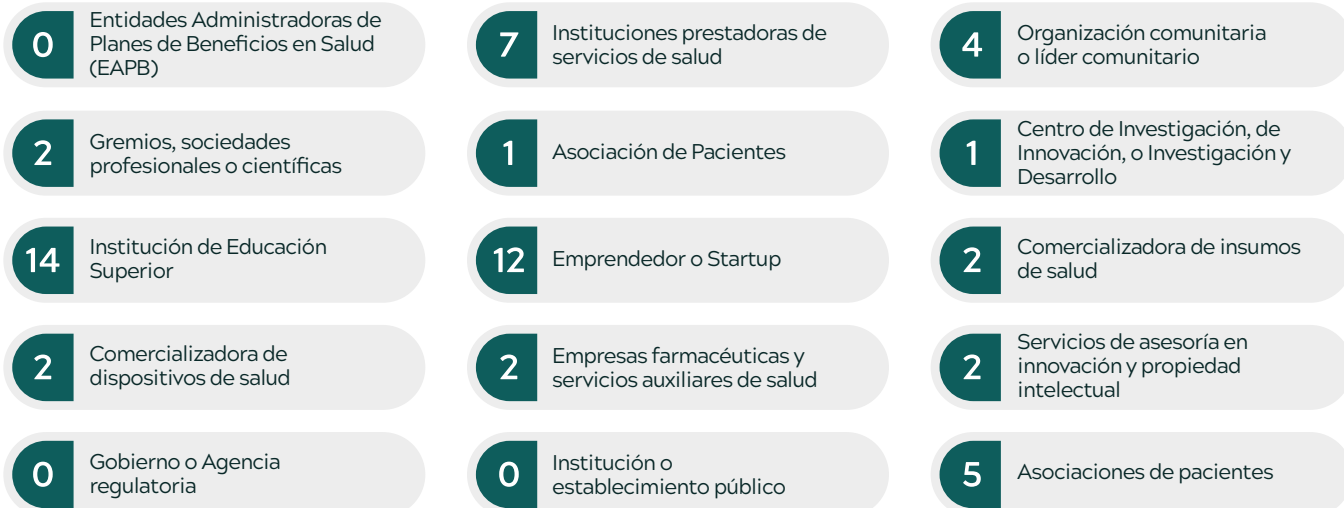 0
Entidades Administradoras de
Planes de Beneficios en Salud
(EAPB)
7
Instituciones prestadoras de
servicios de salud
4
Organización comunitaria
o líder comunitario
2
Gremios, sociedades
profesionales o científicas
1
Asociación de Pacientes
1
Centro de Investigación, de
Innovación, o Investigación y
Desarrollo
14
Institución de Educación
Superior
12
Emprendedor o Startup
2
Comercializadora de insumos
de salud
2
Comercializadora de
dispositivos de salud
2
Empresas farmacéuticas y
servicios auxiliares de salud
2
Servicios de asesoría en
innovación y propiedad
intelectual
0
Gobierno o Agencia
regulatoria
0
Institución o
establecimiento público
5
Asociaciones de pacientes